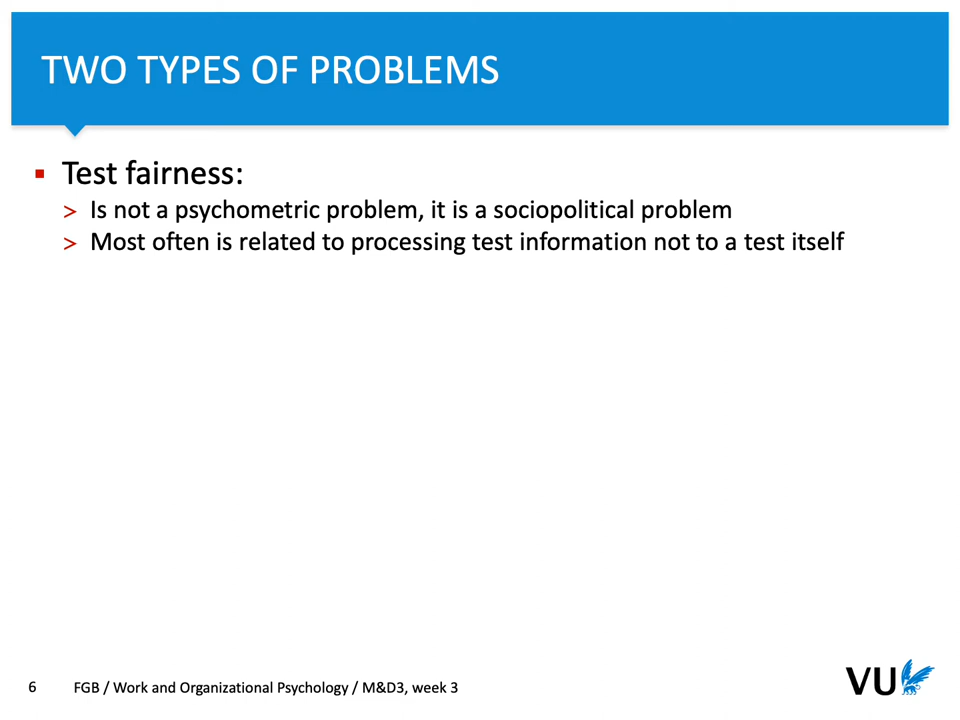 TWO TYPES OF PROBLEMS
▪ Test fairness:
> Is not a psychometric problem, it is a sociopolitical problem
> Most often is related to processing test information not to a test itself
6 FGB / Work and Organizational Psychology / M&D3, week 3
VU